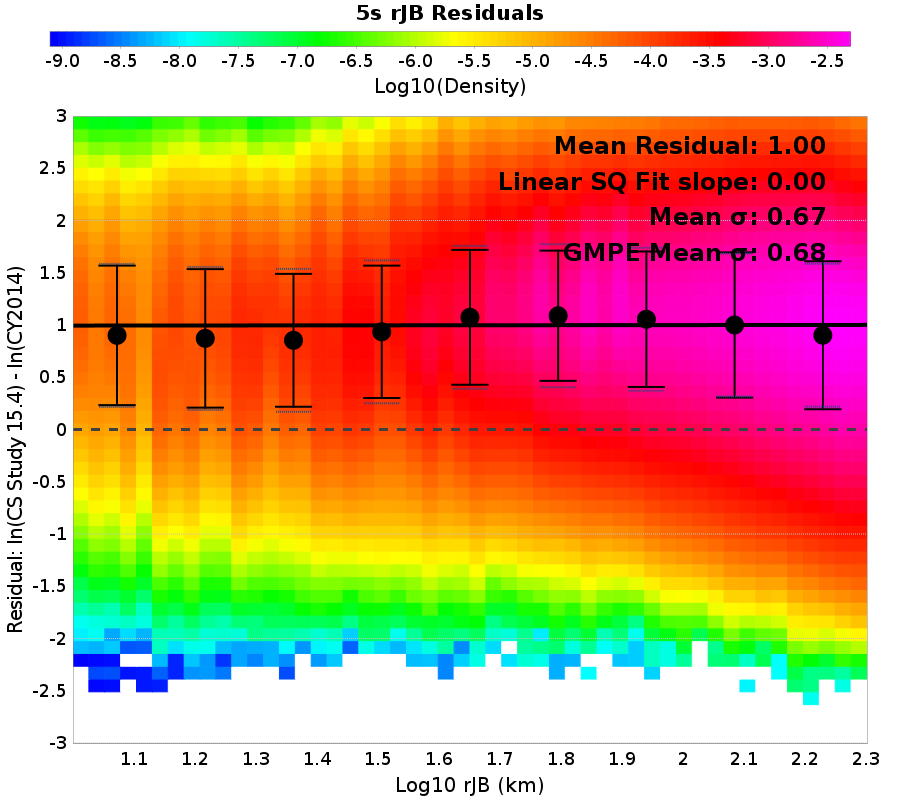 5s rJB Residuals
-9.0 -8.5 -8.0 -7.5 -7.0 -6.5 -6.0 -5.5 -5.0 -4.5 -4.0 -3.5 -3.0 -2.5
Log10(Density)
Mean Residual: 1.00
Linear SQ Fit slope: 0.00
Mean σ: 0.67
GMPE Mean σ: 0.68
Residual: ln(CS Study 15.4) - ln(CY2014)
3
2.5
2
1.5
1
0.5
0
-0.5
-1
-1.5
-2
-2.5
-3
1.1 1.2 1.3 1.4 1.5 1.6 1.7 1.8 1.9 2 2.1 2.2 2.3
Log10 rJB (km)